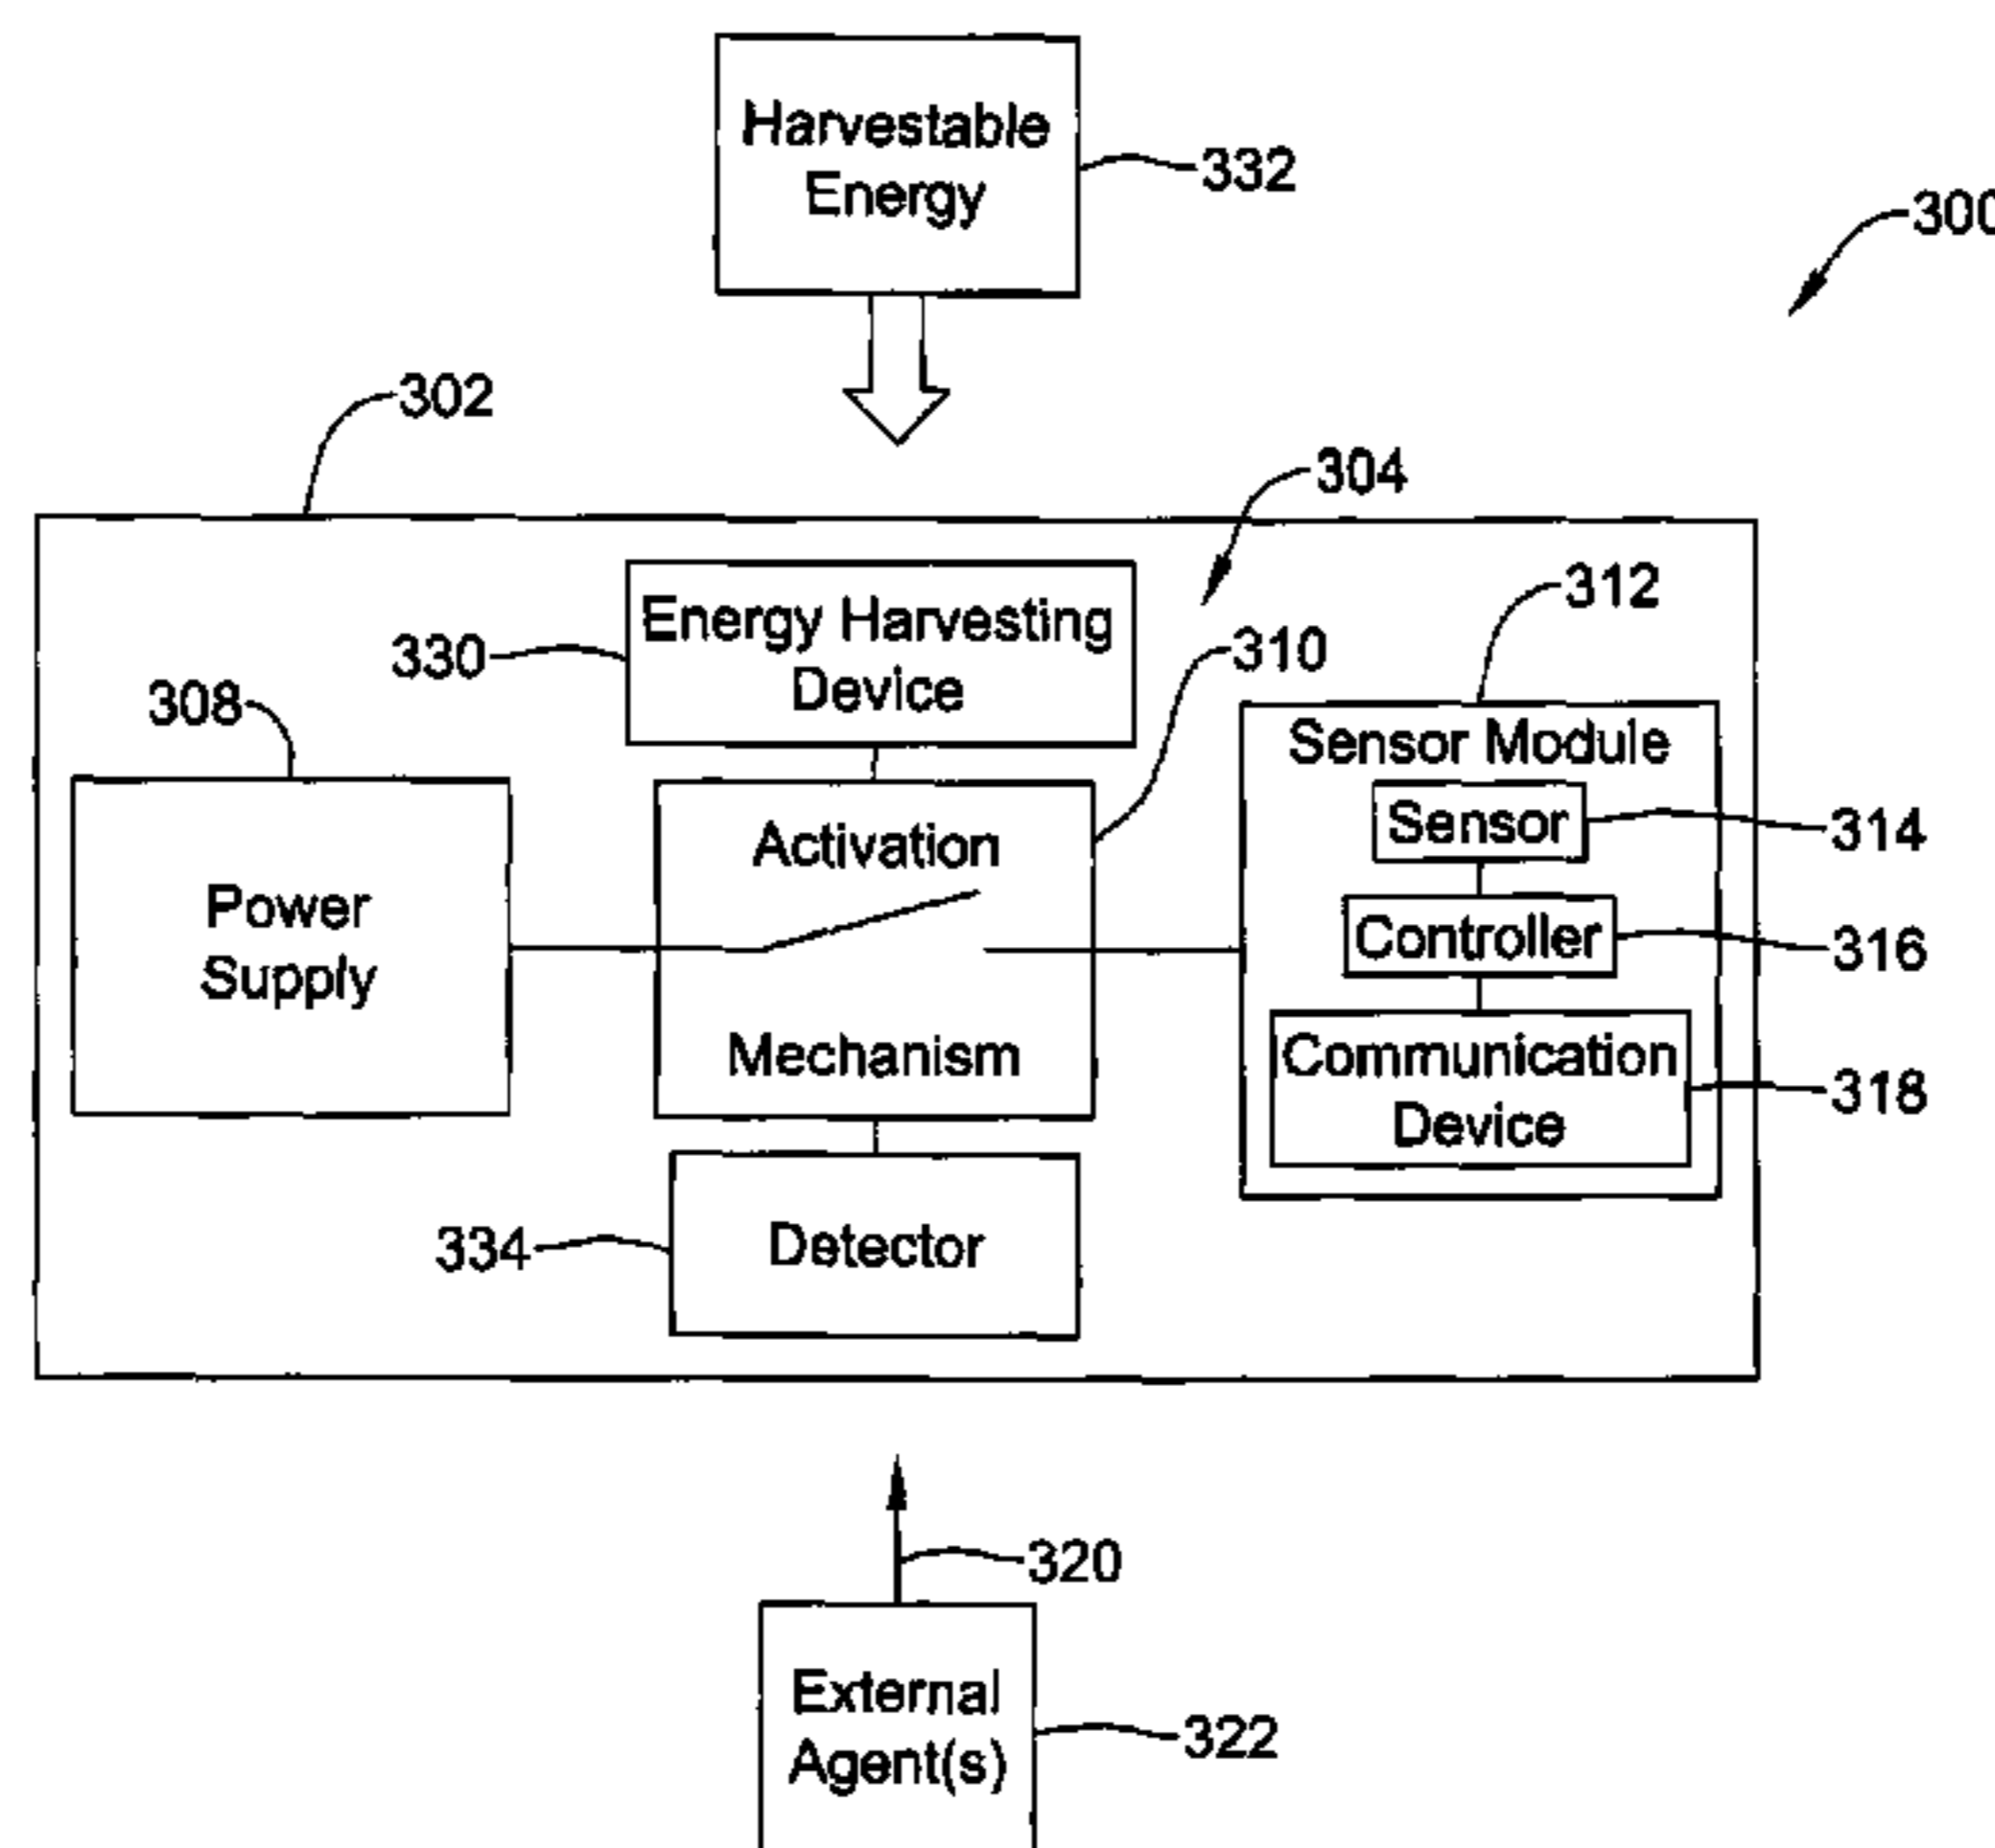 Harvestable
Energy
332
300
302
304
312
Energy Harvesting
Device
330
310
308
Sensor Module
Sensor
314
Activation
Power
Supply
Controller
316
Mechanism
Communication
Device
318
Detector
334
320
External
Agent(s)
322